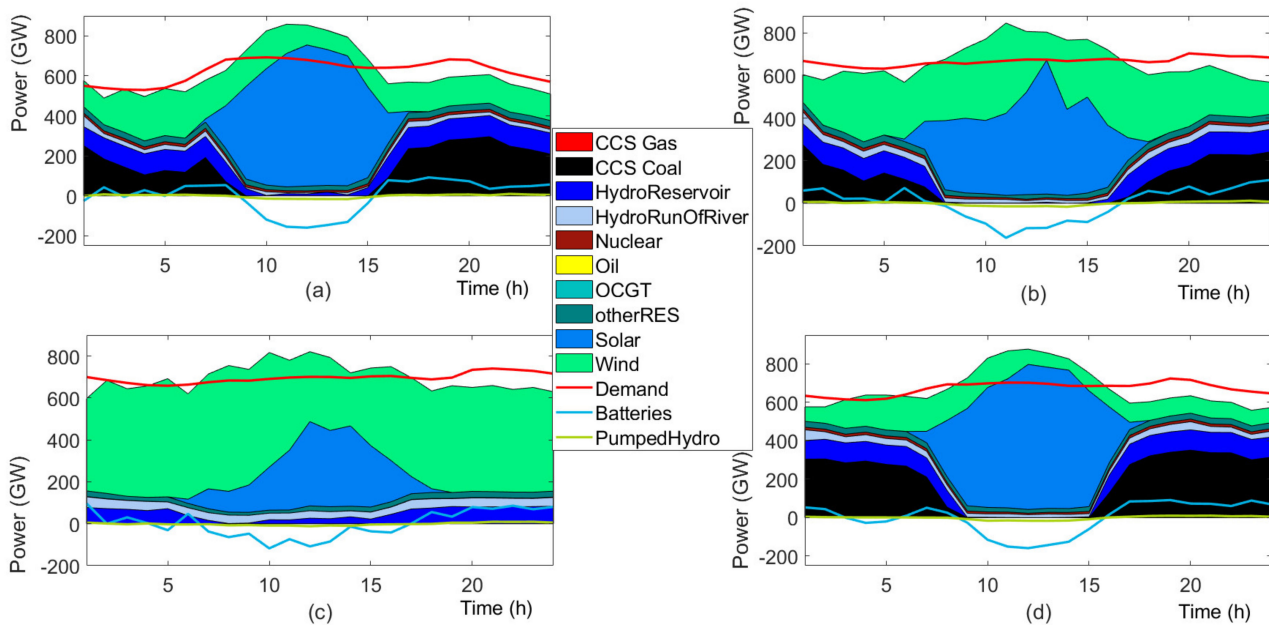 Power (GW)
800
600
400
200
0
-200
5
10
15
20
Time (h)
(a)
Power (GW)
800
600
400
200
0
-200
5
10
15
20
Time (h)
(b)
CCS Gas
CCS Coal
HydroReservoir
HydroRunOfRiver
Nuclear
Oil
OCGT
otherRES
Solar
Wind
Demand
Batteries
PumpedHydro
Power (GW)
800
600
400
200
0
-200
5
10
15
20
Time (h)
(c)
Power (GW)
800
600
400
200
0
-200
5
10
15
20
Time (h)
(d)